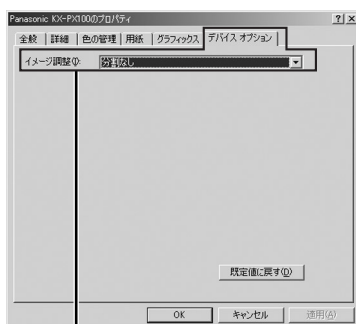 Panasonic KX-PX100のプロパティ
全般 詳細 色の管理 用紙 グラフィックス デバイス オプション
イメージ調整(I): 分割なし
既定値に戻す(D)
OK キャンセル 適用(A)